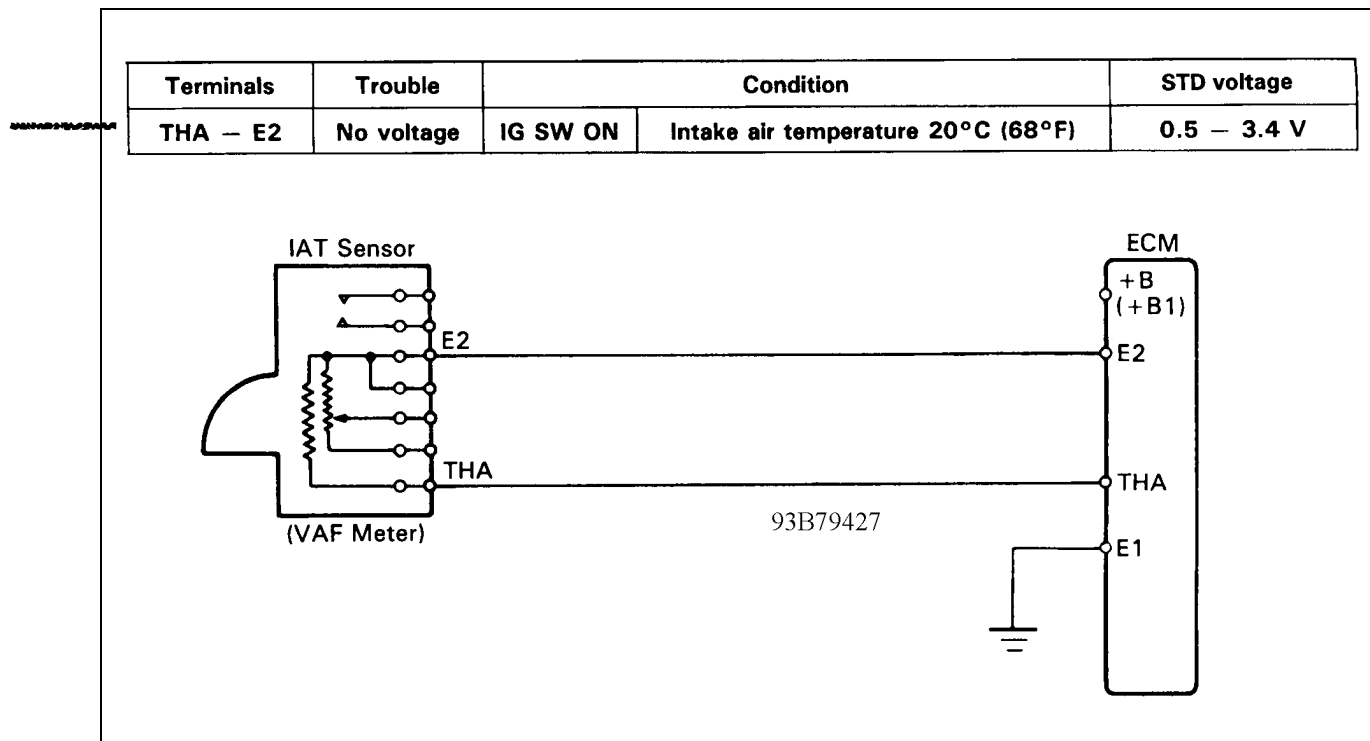 Terminals Trouble Condition STD voltage
THA — E2 No voltage IG SW ON Intake air temperature 20°C (68°F) 0.5 — 3.4 V
IAT Sensor
ECM
+B
(+B1)
E2
E2
THA
THA
(VAF Meter)
93B79427
E1